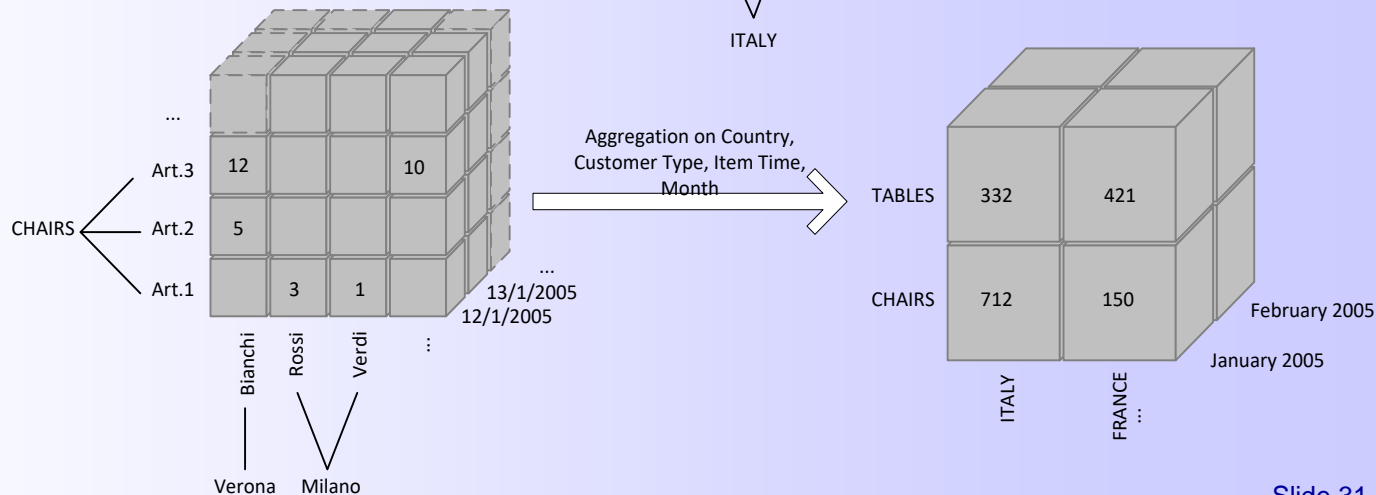 ITALY
...
Art.3
12
10
CHAIRS
Art.2
5
Art.1
3
1
...
13/1/2005
12/1/2005
Bianchi
Rossi
Verdi
...
Verona
Milano
Aggregation on Country,
Customer Type, Item Time,
Month
TABLES
332
421
CHAIRS
712
150
February 2005
January 2005
ITALY
FRANCE
...
Slide 31